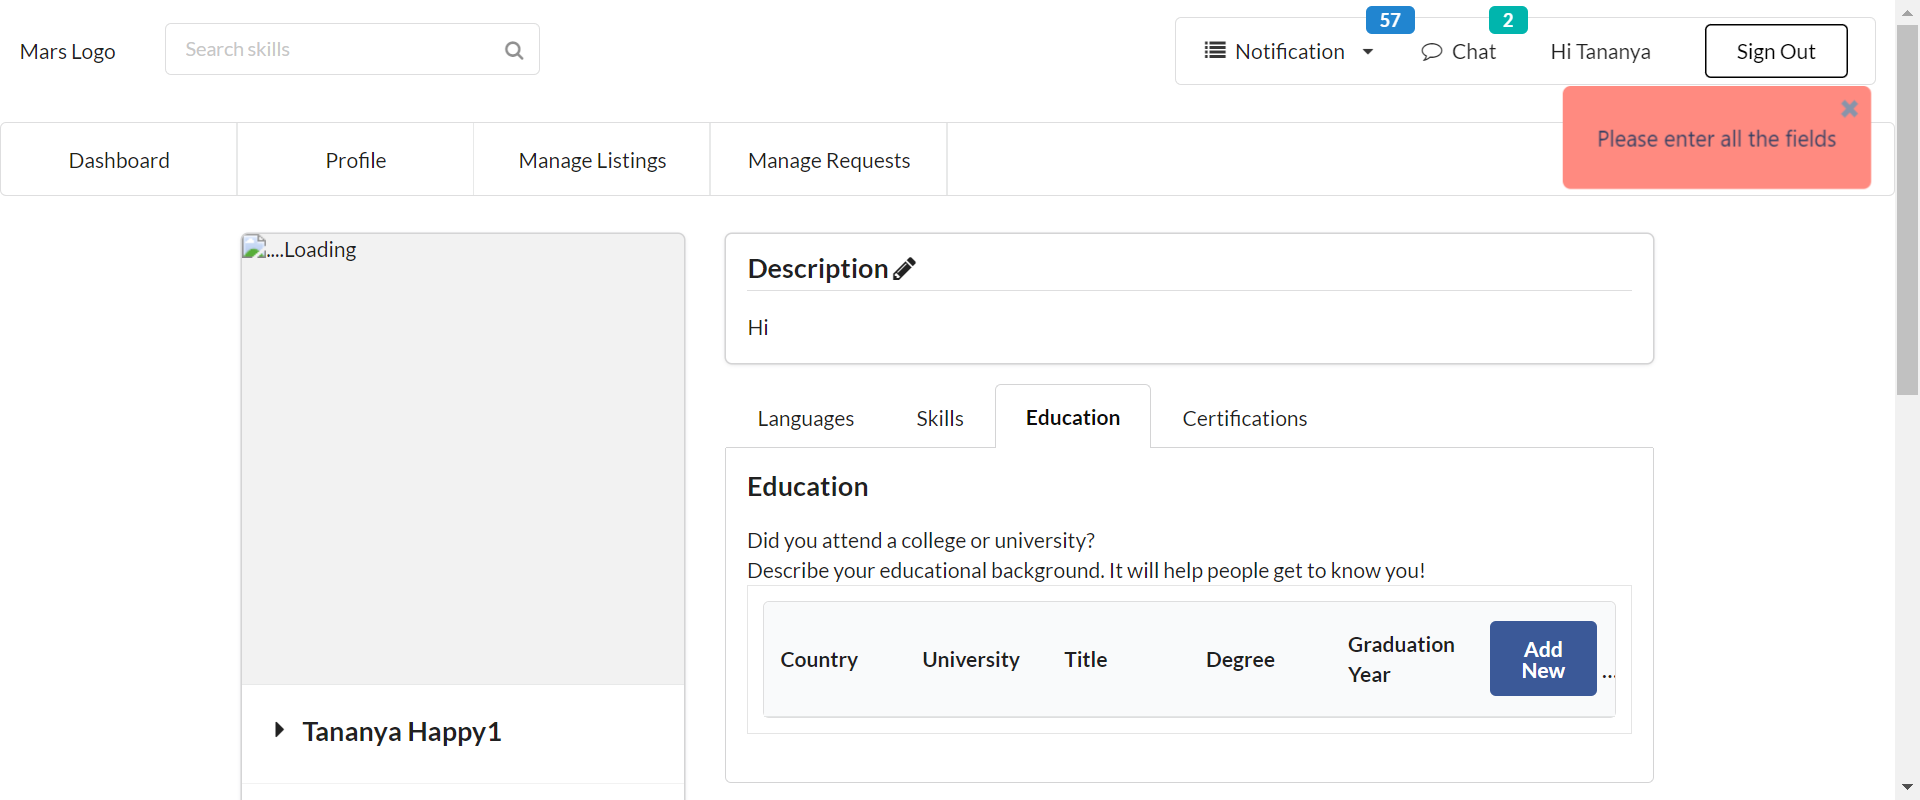 Mars Logo
Search skills
57
2
Notification
Chat
Hi Tananya
Sign Out
Please enter all the fields
Dashboard
Profile
Manage Listings
Manage Requests
....Loading
Tananya Happy1
Description
Hi
Languages
Skills
Education
Certifications
Education
Did you attend a college or university?
Describe your educational background. It will help people get to know you!
Country
University
Title
Degree
Graduation
Year
Add
New
...